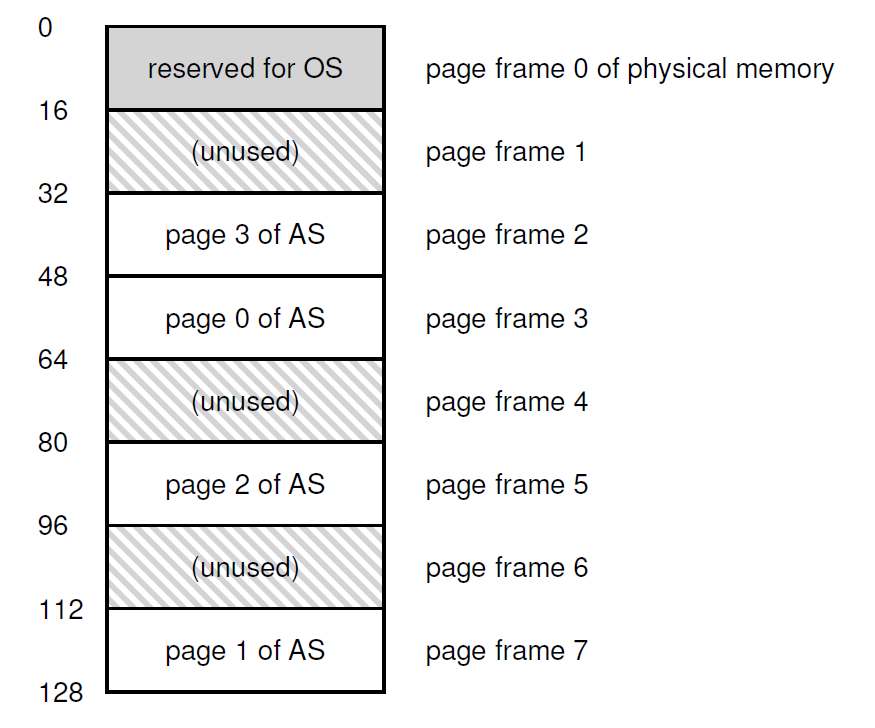 0
reserved for OS page frame 0 of physical memory
16
(unused) page frame 1
32
page 3 of AS page frame 2
48
page 0 of AS page frame 3
64
(unused) page frame 4
80
page 2 of AS page frame 5
96
(unused) page frame 6
112
page 1 of AS page frame 7
128